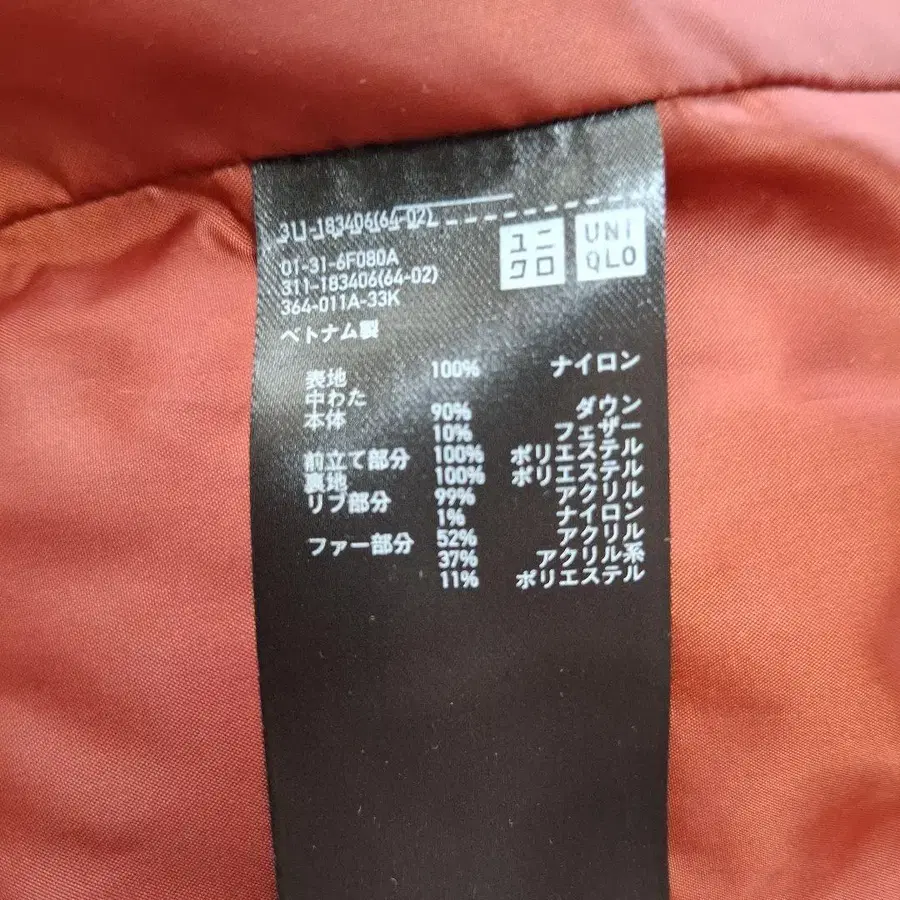 311-183406(64-02)
ユニクロ
UNIQLO
01-31-6F080A
311-183406(64-02)
364-011A-33K
ベトナム製
表地 100% ナイロン
中わた
本体 90% ダウン
10% フェザー
前立て部分 100% ポリエステル
裏地 100% ポリエステル
リブ部分 99% アクリル
1% ナイロン
ファー部分 52% アクリル
37% アクリル系
11% ポリエステル